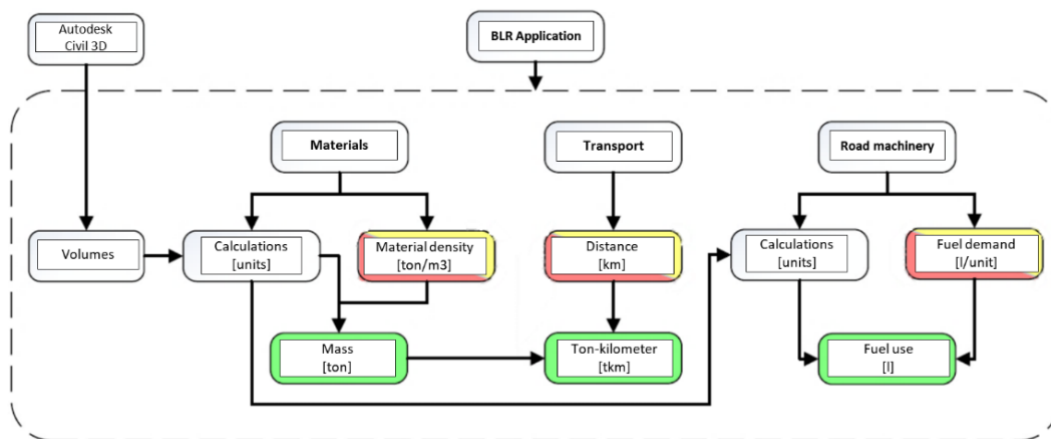 Autodesk
Civil 3D
BLR Application
Materials
Transport
Road machinery
Volumes
Calculations
[units]
Material density
[ton/m3]
Distance
[km]
Calculations
[units]
Fuel demand
[l/unit]
Mass
[ton]
Ton-kilometer
[tkm]
Fuel use
[l]